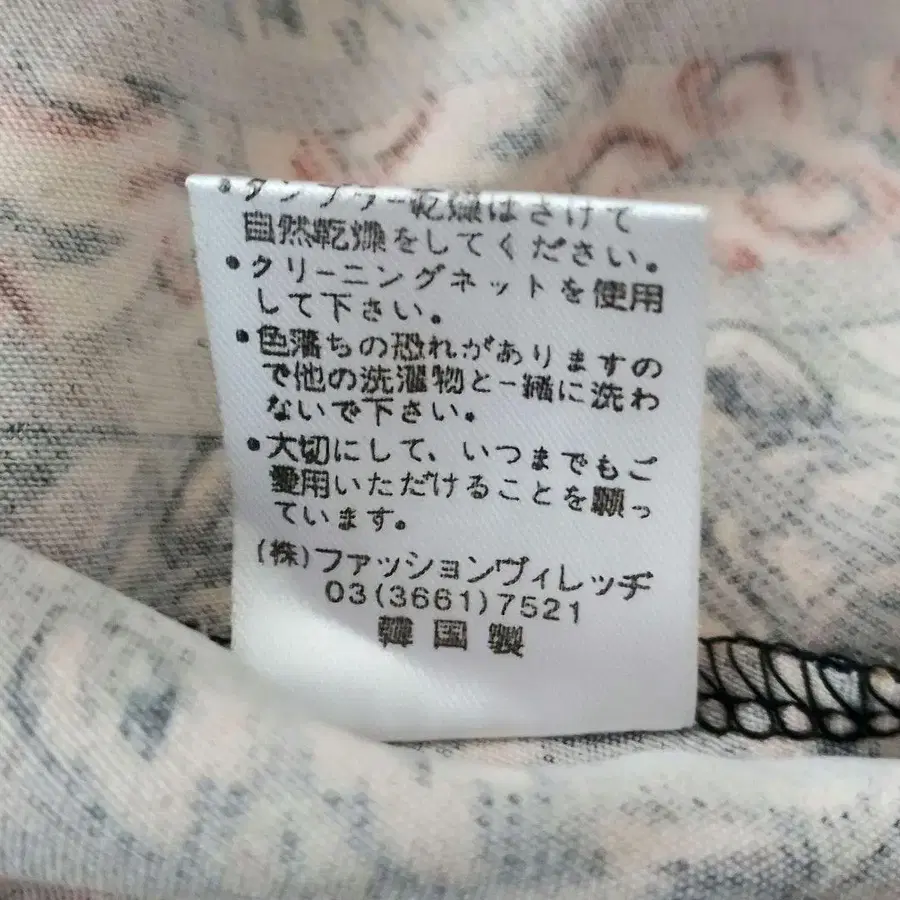 ・タンブラー乾燥はさけて
自然乾燥をしてください。
・クリーニングネットを使用
して下さい。
・色落ちの恐れがありますの
で他の洗濯物と一緒に洗わ
ないで下さい。
・大切にして、いつまでもご
愛用いただけることを願っ
ています。
(株)ファッションヴィレッヂ
03(3661)7521
韓国製